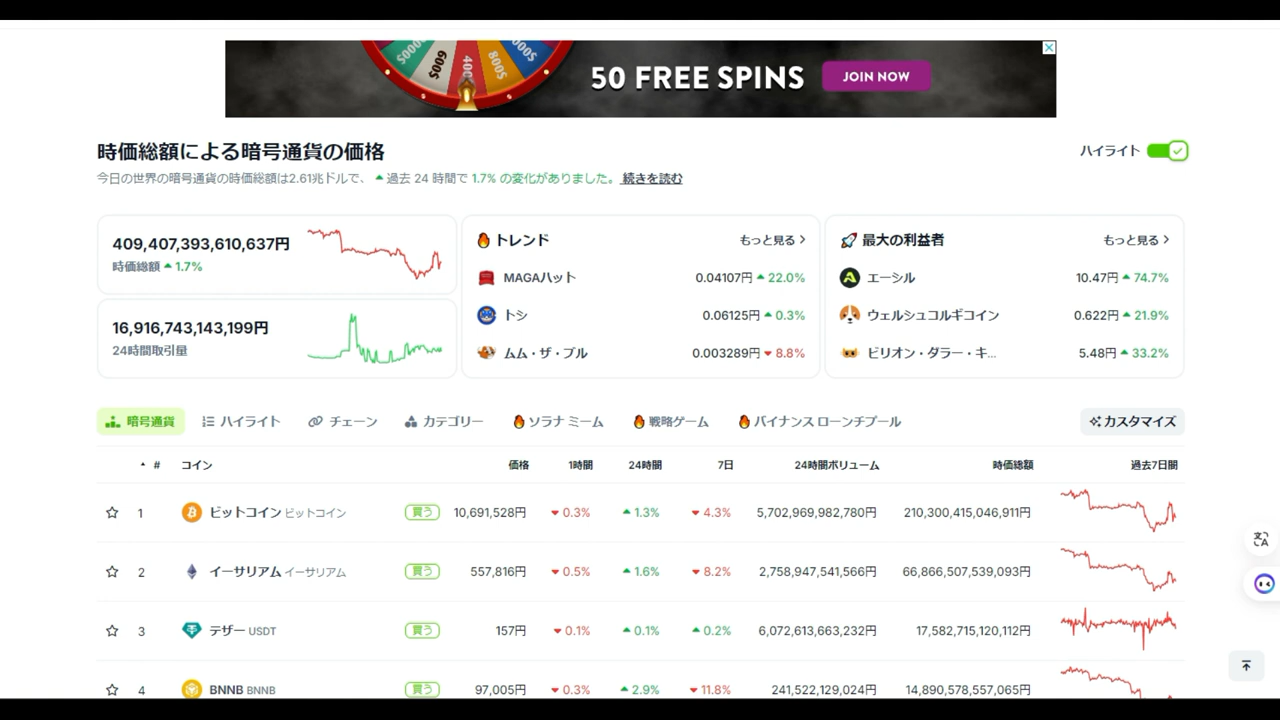 5000$
600$
400
800$
500$
50 FREE SPINS
JOIN NOW
時価総額による暗号通貨の価格
ハイライト
今日の世界の暗号通貨の時価総額は2.61兆ドルで、 過去 24 時間で 1.7% の変化がありました。 続きを読む
409,407,393,610,637円
時価総額 1.7%
16,916,743,143,199円
24時間取引量
トレンド もっと見る
MAGAハット 0.04107円 22.0%
トシ 0.06125円 0.3%
ムム・ザ・ブル 0.003289円 8.8%
最大の利益者 もっと見る
エーシル 10.47円 74.7%
ウェルシュコルギコイン 0.622円 21.9%
ビリオン・ダラー・キ... 5.48円 33.2%
暗号通貨 ハイライト チェーン カテゴリー ソラナ ミーム 戦略ゲーム バイナンス ローンチプール カスタマイズ
# コイン 価格 1時間 24時間 7日 24時間ボリューム 時価総額 過去7日間
1 ビットコイン ビットコイン 買う 10,691,528円 0.3% 1.3% 4.3% 5,702,969,982,780円 210,300,415,046,911円
2 イーサリアム イーサリアム 買う 557,816円 0.5% 1.6% 8.2% 2,758,947,541,566円 66,866,507,539,093円
3 テザー USDT 買う 157円 0.1% 0.1% 0.2% 6,072,613,663,232円 17,582,715,120,112円
4 BNNB BNNB 買う 97,005円 0.3% 2.9% 11.8% 241,522,129,024円 14,890,578,557,065円